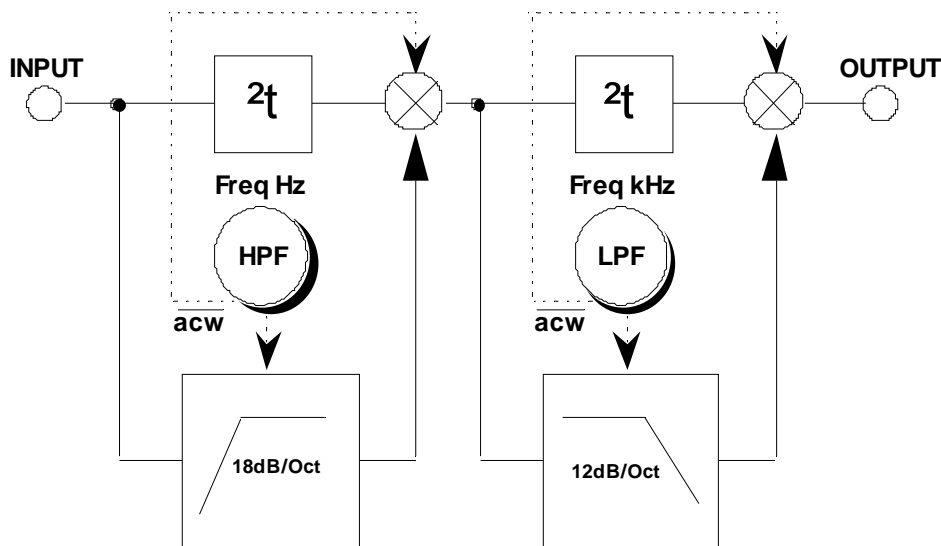 INPUT
OUTPUT
²t
²t
Freq Hz
Freq kHz
HPF
LPF
acw
acw
18dB/Oct
12dB/Oct